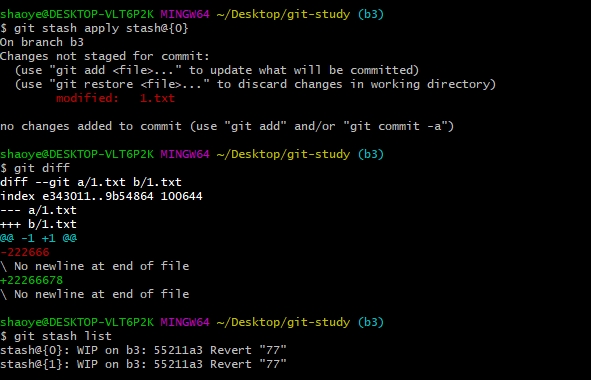 shaoye@DESKTOP-VLT6P2K MINGW64 ~/Desktop/git-study (b3)
$ git stash apply stash@{0}
On branch b3
Changes not staged for commit:
  (use "git add <file>..." to update what will be committed)
  (use "git restore <file>..." to discard changes in working directory)
        modified:   1.txt

no changes added to commit (use "git add" and/or "git commit -a")

shaoye@DESKTOP-VLT6P2K MINGW64 ~/Desktop/git-study (b3)
$ git diff
diff --git a/1.txt b/1.txt
index e343011..9b54864 100644
--- a/1.txt
+++ b/1.txt
@@ -1 +1 @@
-222666
\ No newline at end of file
+22266678
\ No newline at end of file

shaoye@DESKTOP-VLT6P2K MINGW64 ~/Desktop/git-study (b3)
$ git stash list
stash@{0}: WIP on b3: 55211a3 Revert "77"
stash@{1}: WIP on b3: 55211a3 Revert "77"